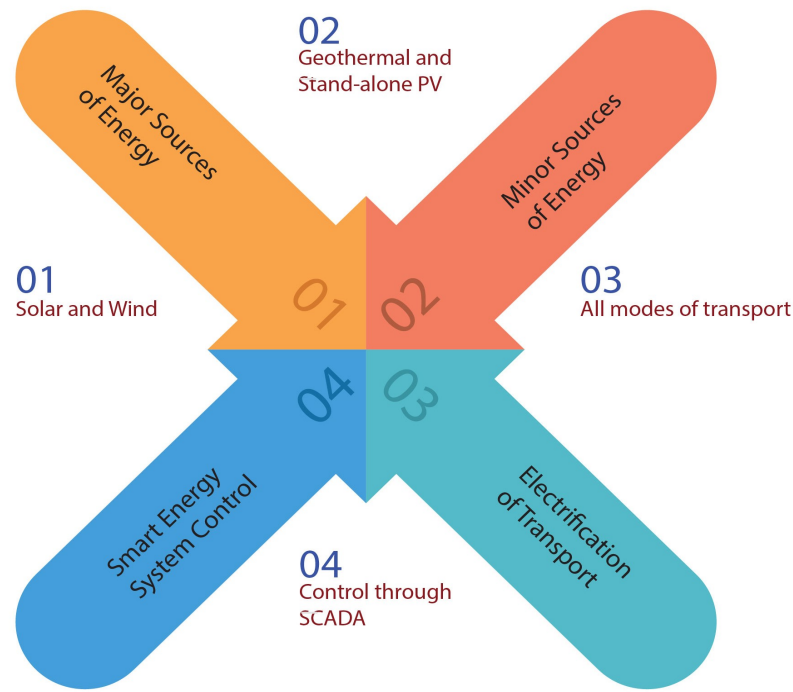 02
Geothermal and
Stand-alone PV
Major Sources
of Energy
Minor Sources
of Energy
01
Solar and Wind
03
All modes of transport
01
02
04
03
Smart Energy
System Control
Electrification
of Transport
04
Control through
SCADA